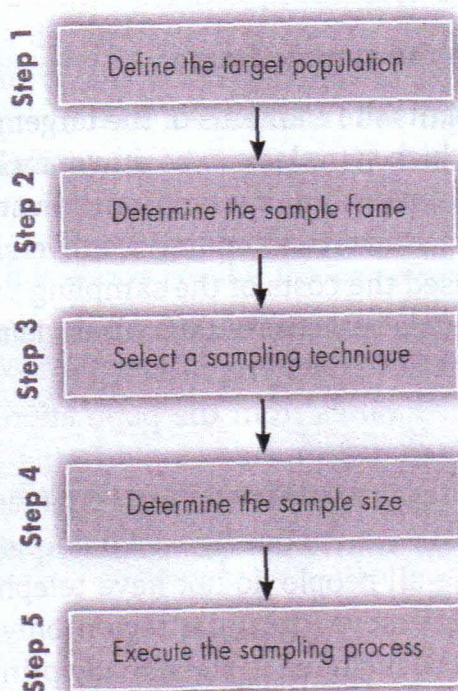 Step 1
Define the target population
Step 2
Determine the sample frame
Step 3
Select a sampling technique
Step 4
Determine the sample size
Step 5
Execute the sampling process